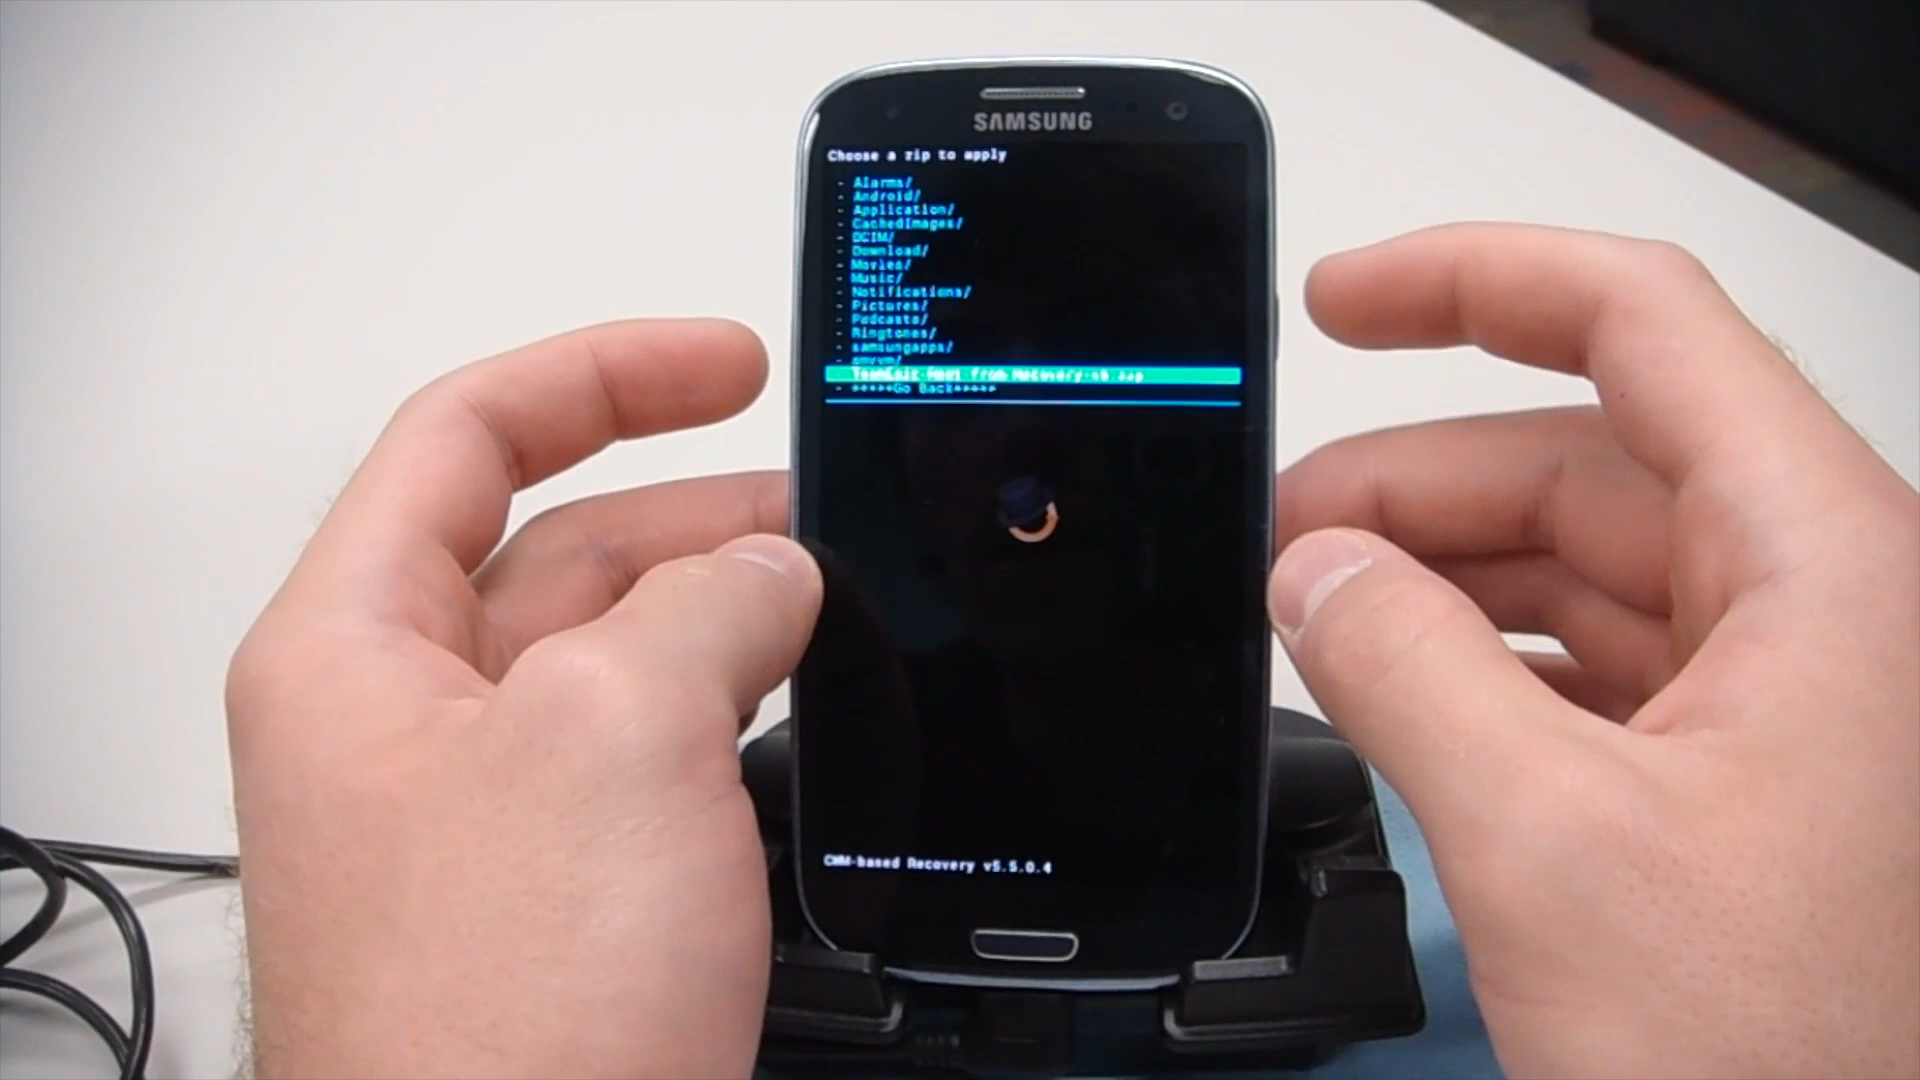 SAMSUNG
Choose a zip to apply
- Alarms/
- Android/
- Application/
- CachedImages/
- DCIM/
- Download/
- Movies/
- Music/
- Notifications/
- Pictures/
- Podcasts/
- Ringtones/
- samsungapps/
Root from Recovery
- *****Go Back*****
CWM-based Recovery v5.5.0.4